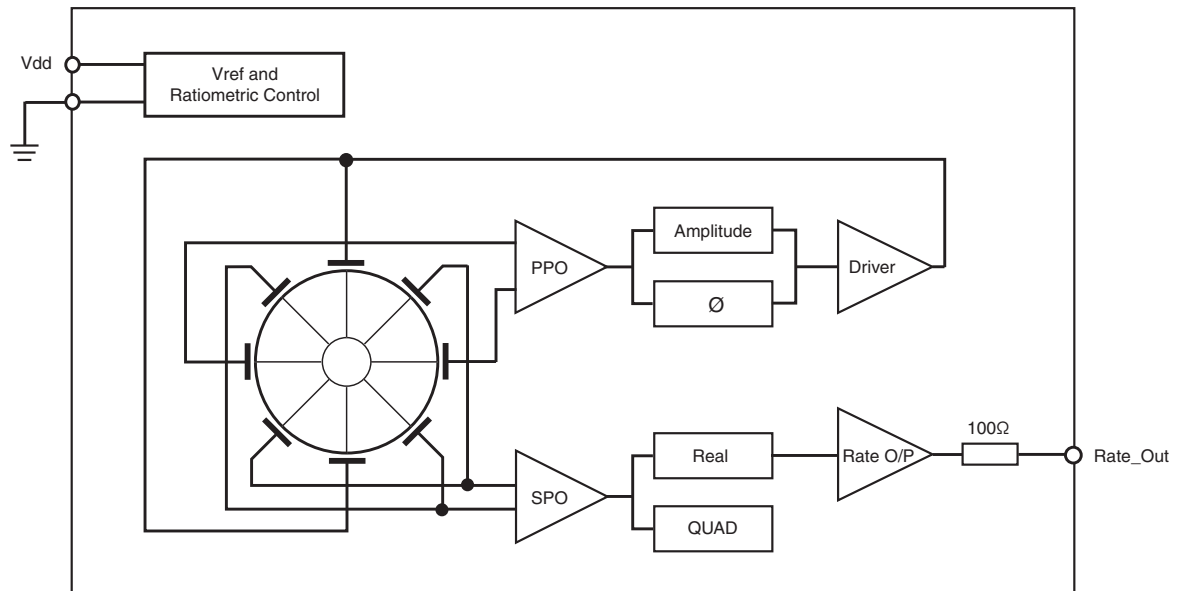 Vdd
Vref and
Ratiometric Control
PPO
Amplitude
Ø
Driver
SPO
Real
QUAD
Rate O/P
100Ω
Rate_Out